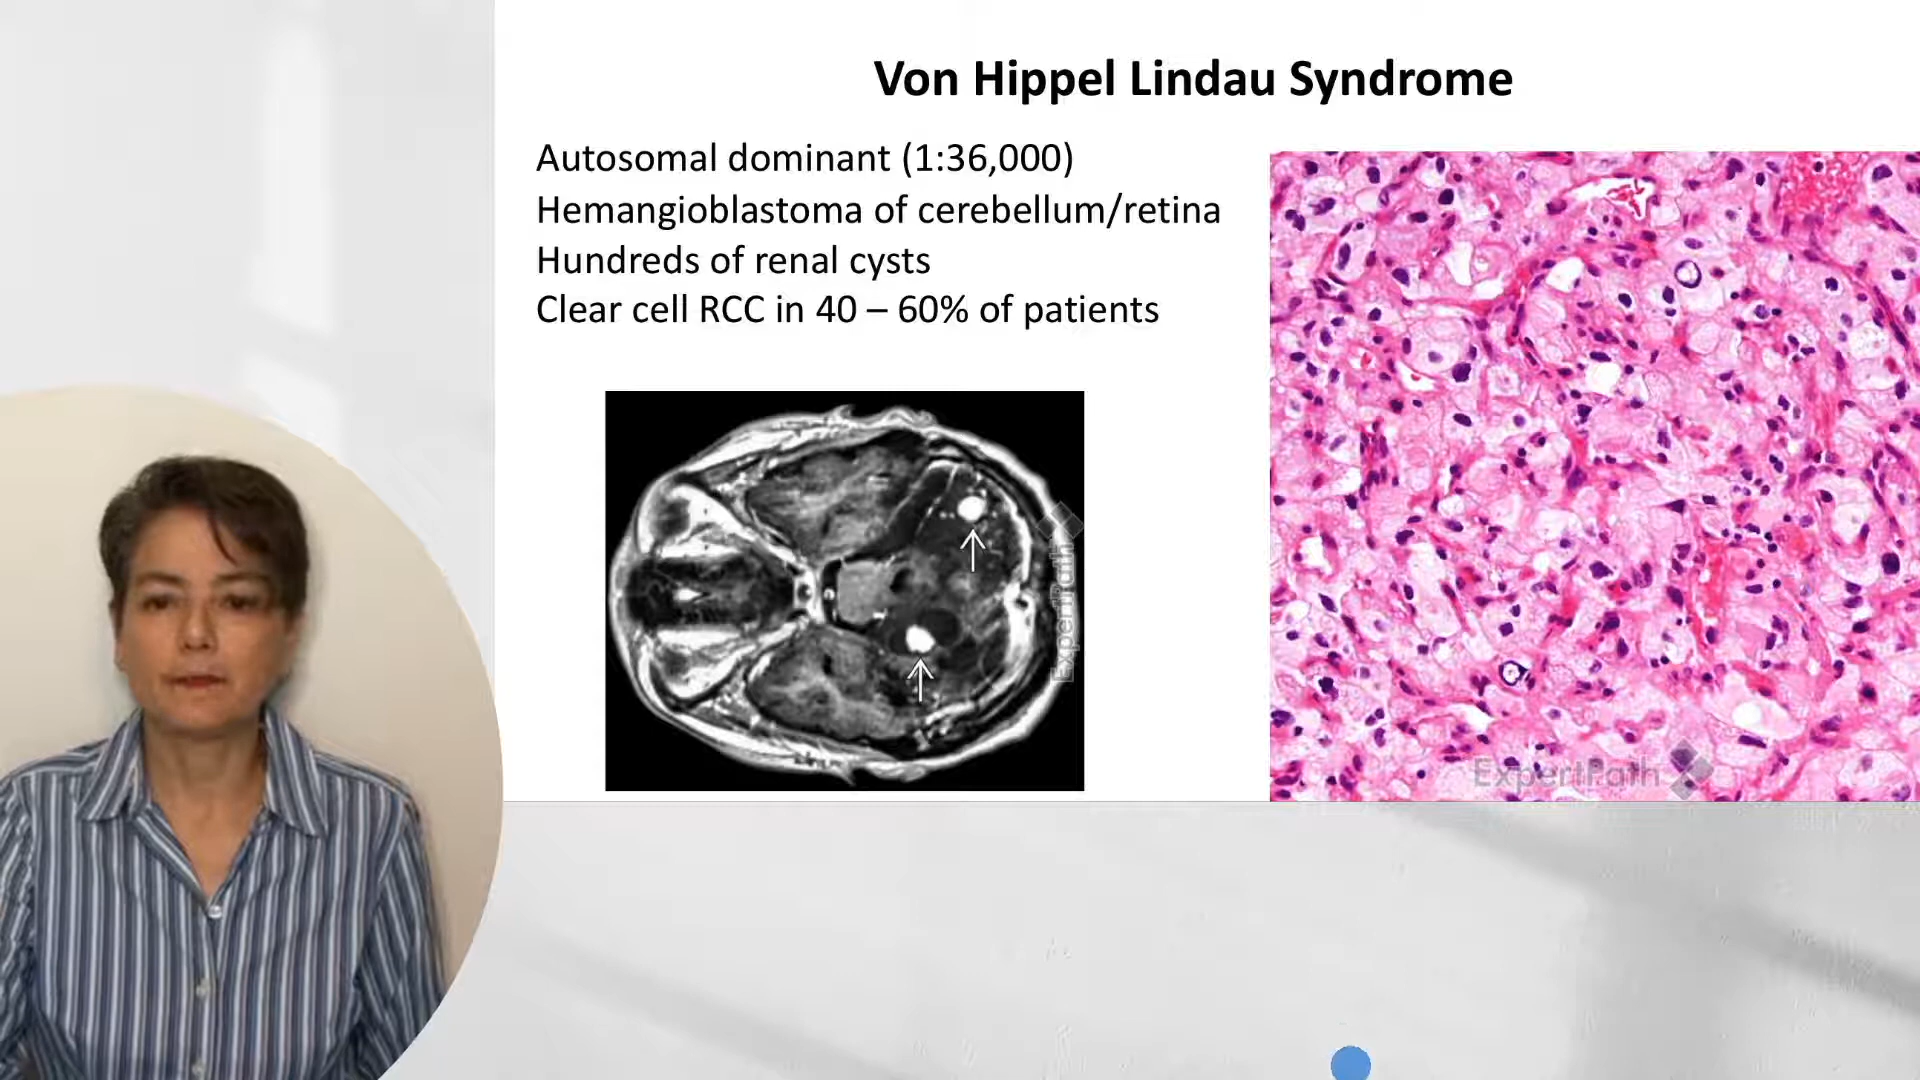 Von Hippel Lindau Syndrome
Autosomal dominant (1:36,000)
Hemangioblastoma of cerebellum/retina
Hundreds of renal cysts
Clear cell RCC in 40 – 60% of patients
ExpertPath
ExpertPath